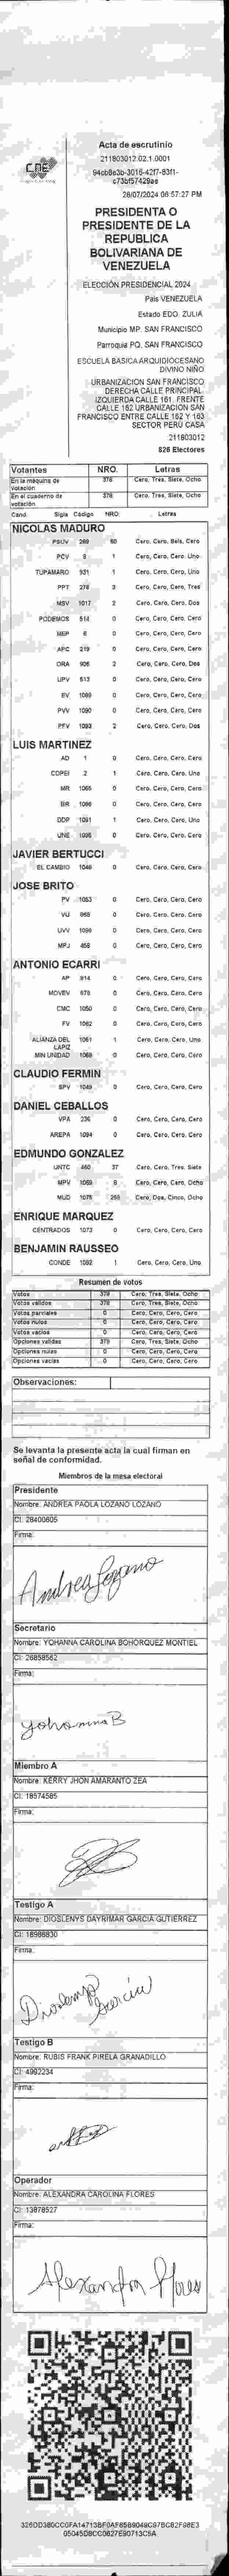 CNE
Acta de escrutinio
211803012.02.1.0001
94cb8a3b-3016-42f7-83f1-
c73bf57429a8
28/07/2024 06:57:27 PM
PRESIDENTA O
PRESIDENTE DE LA
REPUBLICA
BOLIVARIANA DE
VENEZUELA
ELECCIÓN PRESIDENCIAL 2024
País VENEZUELA
Estado EDO. ZULIA
Municipio MP. SAN FRANCISCO
Parroquia PQ. SAN FRANCISCO
ESCUELA BASICA ARQUIDIOCESANO
DIVINO NIÑO
URBANIZACION SAN FRANCISCO
DERECHA CALLE PRINCIPAL.
IZQUIERDA CALLE 161. FRENTE
CALLE 162 URBANIZACION SAN
FRANCISCO ENTRE CALLE 162 Y 163
SECTOR PERÚ CASA
211803012
826 Electores
Votantes NRO. Letras
En la máquina de votación 378 Cero, Tres, Siete, Ocho
En el cuaderno de votación 378 Cero, Tres, Siete, Ocho
Cand. Sigla Código NRO. Letras
NICOLAS MADURO
PSUV 269 60 Cero, Cero, Seis, Cero
PCV 8 1 Cero, Cero, Cero, Uno
TUPAMARO 931 1 Cero, Cero, Cero, Uno
PPT 278 3 Cero, Cero, Cero, Tres
MSV 1017 2 Cero, Cero, Cero, Dos
PODEMOS 514 0 Cero, Cero, Cero, Cero
MEP 6 0 Cero, Cero, Cero, Cero
APC 219 0 Cero, Cero, Cero, Cero
ORA 906 2 Cero, Cero, Cero, Dos
UPV 613 0 Cero, Cero, Cero, Cero
EV 1089 0 Cero, Cero, Cero, Cero
PVV 1090 0 Cero, Cero, Cero, Cero
PFV 1093 2 Cero, Cero, Cero, Dos
LUIS MARTINEZ
AD 1 0 Cero, Cero, Cero, Cero
COPEI 2 1 Cero, Cero, Cero, Uno
MR 1065 0 Cero, Cero, Cero, Cero
BR 1086 0 Cero, Cero, Cero, Cero
DDP 1091 1 Cero, Cero, Cero, Uno
UNE 1095 0 Cero, Cero, Cero, Cero
JAVIER BERTUCCI
EL CAMBIO 1048 0 Cero, Cero, Cero, Cero
JOSE BRITO
PV 1053 0 Cero, Cero, Cero, Cero
VU 968 0 Cero, Cero, Cero, Cero
UVV 1096 0 Cero, Cero, Cero, Cero
MPJ 458 0 Cero, Cero, Cero, Cero
ANTONIO ECARRI
AP 914 0 Cero, Cero, Cero, Cero
MOVEV 978 0 Cero, Cero, Cero, Cero
CMC 1050 0 Cero, Cero, Cero, Cero
FV 1062 0 Cero, Cero, Cero, Cero
ALIANZA DEL LAPIZ 1061 1 Cero, Cero, Cero, Uno
MIN UNIDAD 1068 0 Cero, Cero, Cero, Cero
CLAUDIO FERMIN
SPV 1049 0 Cero, Cero, Cero, Cero
DANIEL CEBALLOS
VPA 236 0 Cero, Cero, Cero, Cero
AREPA 1094 0 Cero, Cero, Cero, Cero
EDMUNDO GONZALEZ
UNTC 460 37 Cero, Cero, Tres, Siete
MPV 1069 8 Cero, Cero, Cero, Ocho
MUD 1075 258 Cero, Dos, Cinco, Ocho
ENRIQUE MARQUEZ
CENTRADOS 1073 0 Cero, Cero, Cero, Cero
BENJAMIN RAUSSEO
CONDE 1092 1 Cero, Cero, Cero, Uno
Resumen de votos
Votos 378 Cero, Tres, Siete, Ocho
Votos válidos 378 Cero, Tres, Siete, Ocho
Votos parciales 0 Cero, Cero, Cero, Cero
Votos nulos 0 Cero, Cero, Cero, Cero
Votos vacíos 0 Cero, Cero, Cero, Cero
Opciones válidas 378 Cero, Tres, Siete, Ocho
Opciones nulas 0 Cero, Cero, Cero, Cero
Opciones vacías 0 Cero, Cero, Cero, Cero
Observaciones:
Se levanta la presente acta la cual firman en
señal de conformidad.
Miembros de la mesa electoral
Presidente
Nombre: ANDREA PAOLA LOZANO LOZANO
CI: 28400605
Firma:
Andrea Lozano
Secretario
Nombre: YOHANNA CAROLINA BOHORQUEZ MONTIEL
CI: 26858562
Firma:
Yohanna B
Miembro A
Nombre: KERRY JHON AMARANTO ZEA
CI: 18574585
Firma:
Testigo A
Nombre: DIOSLENYS DAYRIMAR GARCIA GUTIERREZ
CI: 18986830
Firma:
Testigo B
Nombre: RUBIS FRANK PIRELA GRANADILLO
CI: 4992234
Firma:
Operador
Nombre: ALEXANDRA CAROLINA FLORES
CI: 13878527
Firma:
Alexandra Flores